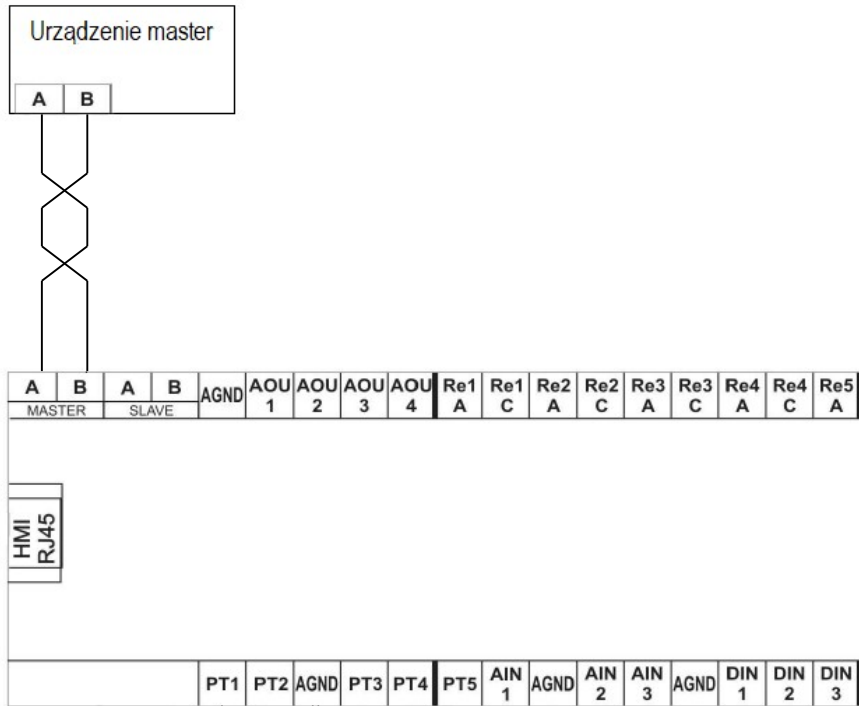 Urządzenie master
A B
A B A B AGND AOU 1 AOU 2 AOU 3 AOU 4 Re1 A Re1 C Re2 A Re2 C Re3 A Re3 C Re4 A Re4 C Re5 A
MASTER SLAVE
HMI
RJ45
PT1 PT2 AGND PT3 PT4 PT5 AIN 1 AGND AIN 2 AIN 3 AGND DIN 1 DIN 2 DIN 3